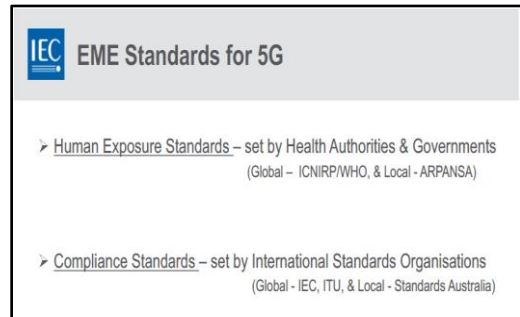 IEC
EME Standards for 5G
➢ Human Exposure Standards – set by Health Authorities & Governments
(Global – ICNIRP/WHO, & Local - ARPANSA)
➢ Compliance Standards – set by International Standards Organisations
(Global - IEC, ITU, & Local - Standards Australia)